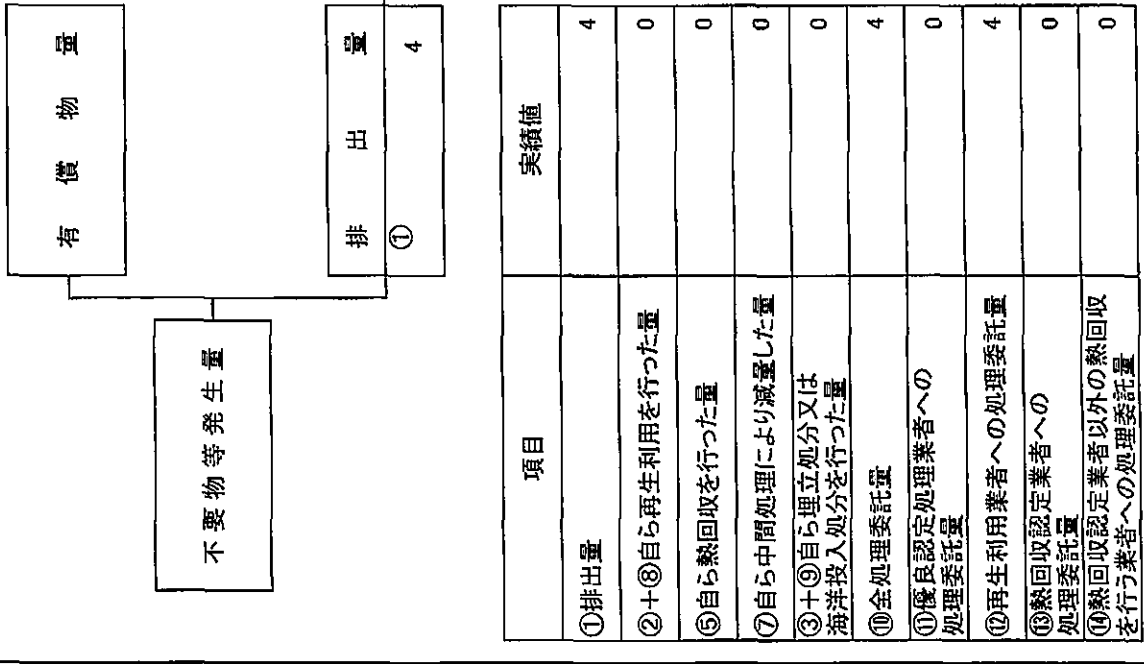 有償物量
不要物等発生量
排出量
① 4
項目 実績値
①排出量 4
②+⑧自ら再生利用を行った量 0
⑤自ら熱回収を行った量 0
⑦自ら中間処理により減量した量 0
③+⑨自ら埋立処分又は
海洋投入処分を行った量 0
⑩全処理委託量 4
⑪優良認定処理業者への
処理委託量 0
⑫再生利用業者への処理委託量 4
⑬熱回収認定業者への
処理委託量 0
⑭熱回収認定業者以外の熱回収
を行う業者への処理委託量 0